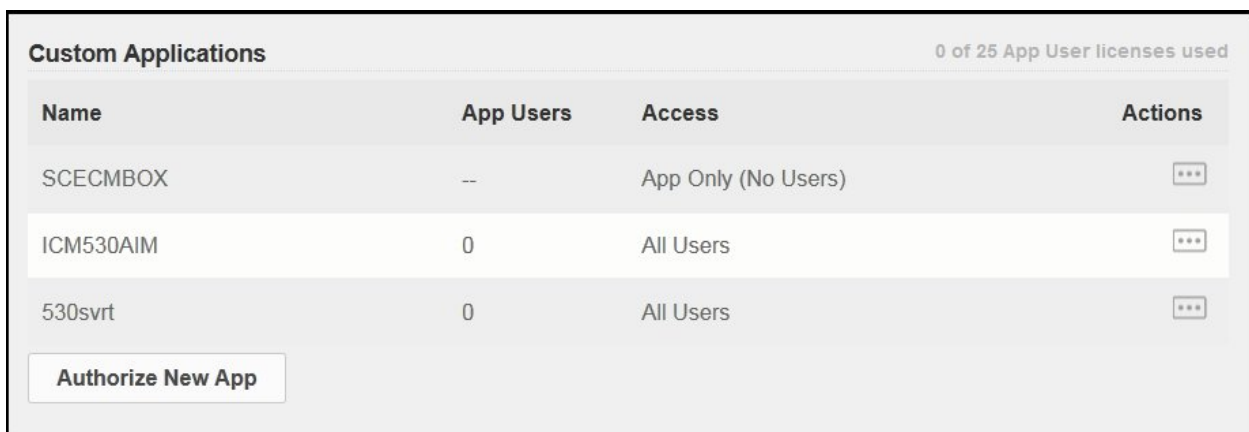 Custom Applications 0 of 25 App User licenses used
Name App Users Access Actions
SCECMBOX -- App Only (No Users)
ICM530AIM 0 All Users
530svrt 0 All Users
Authorize New App